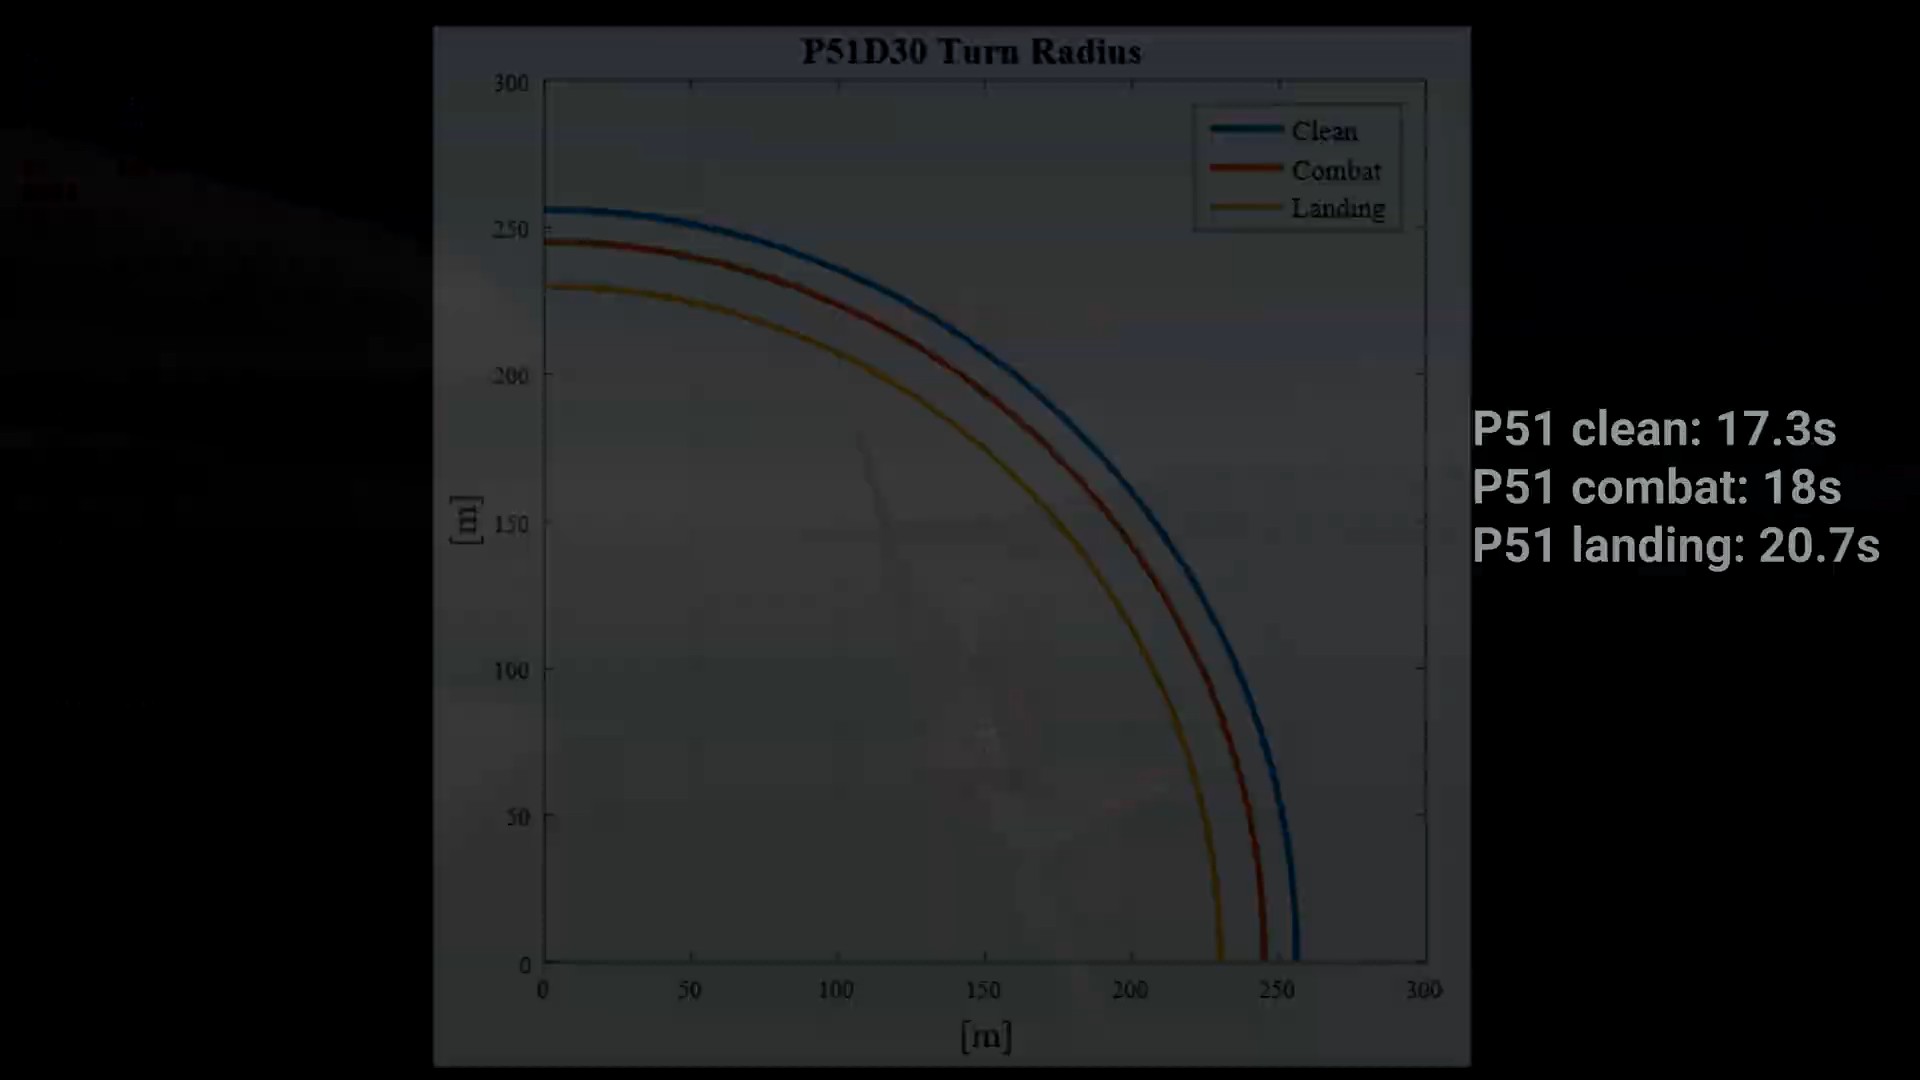 P51D30 Turn Radius
300
250
200
150
100
50
0
[m]
Clean
Combat
Landing
0
50
100
150
200
250
300
[m]
P51 clean: 17.3s
P51 combat: 18s
P51 landing: 20.7s